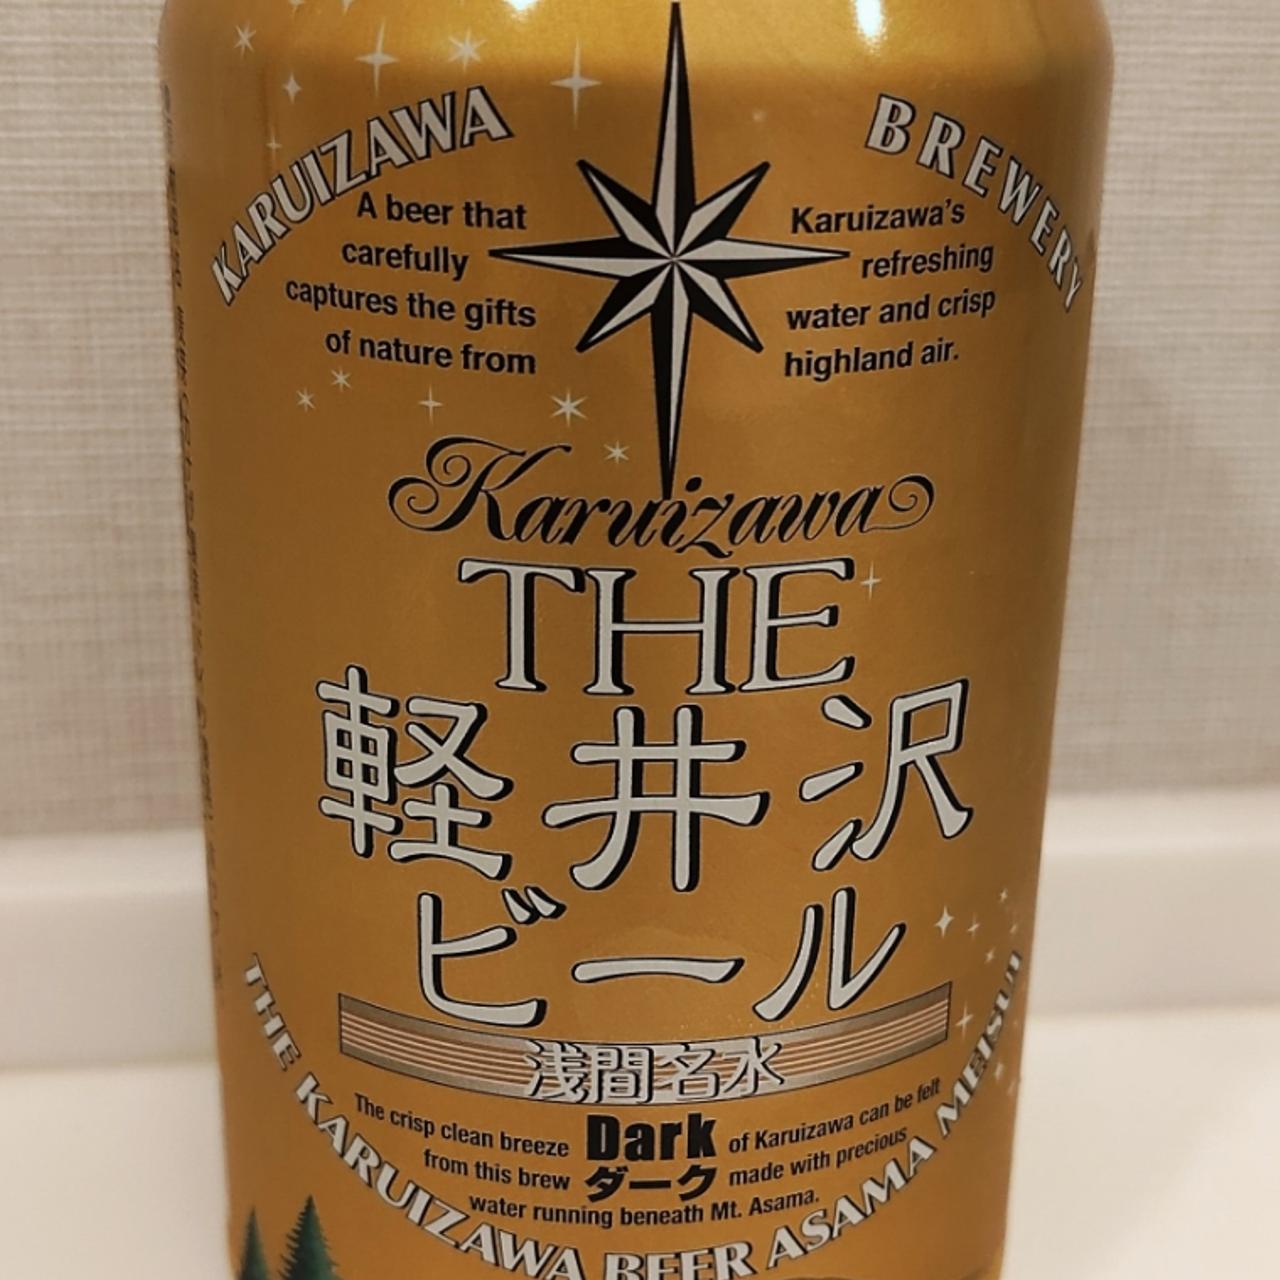 KARUIZAWA BREWERY
A beer that
carefully
captures the gifts
of nature from
Karuizawa's
refreshing
water and crisp
highland air.
Karuizawa
THE
軽井沢
ビール
浅間名水
The crisp clean breeze Dark of Karuizawa can be felt
from this brew ダーク made with precious
water running beneath Mt. Asama.
THE KARUIZAWA BEER ASAMA MEISUI